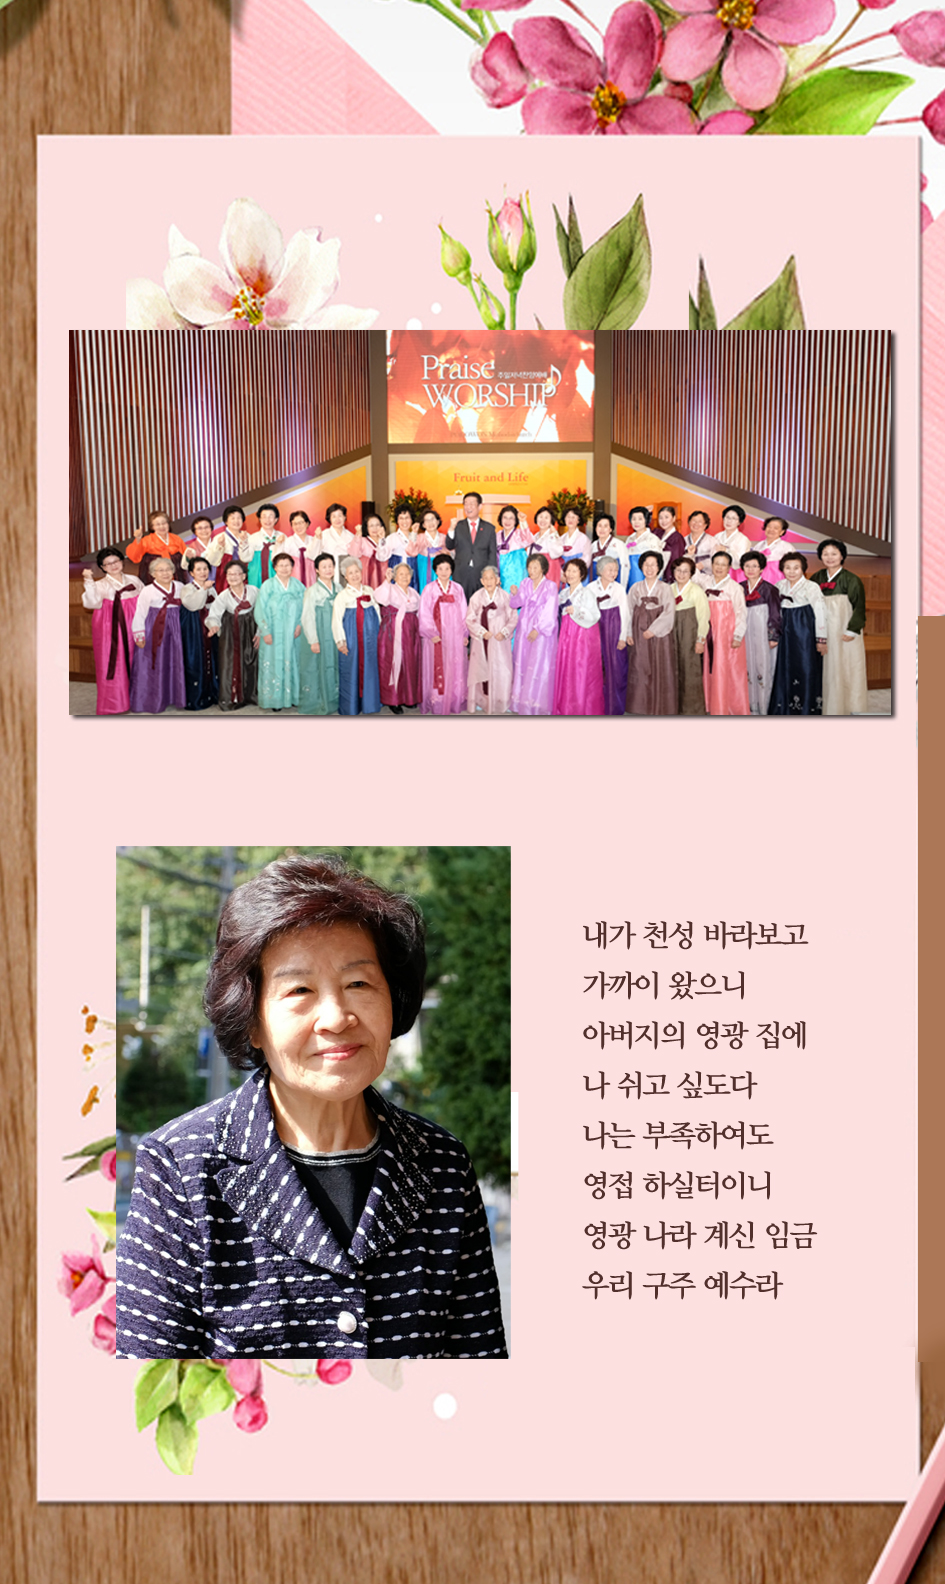 Praise
주일저녁찬양예배
WORSHIP
Fruit and Life
내가 천성 바라보고
가까이 왔으니
아버지의 영광 집에
나 쉬고 싶도다
나는 부족하여도
영접 하실터이니
영광 나라 계신 임금
우리 구주 예수라